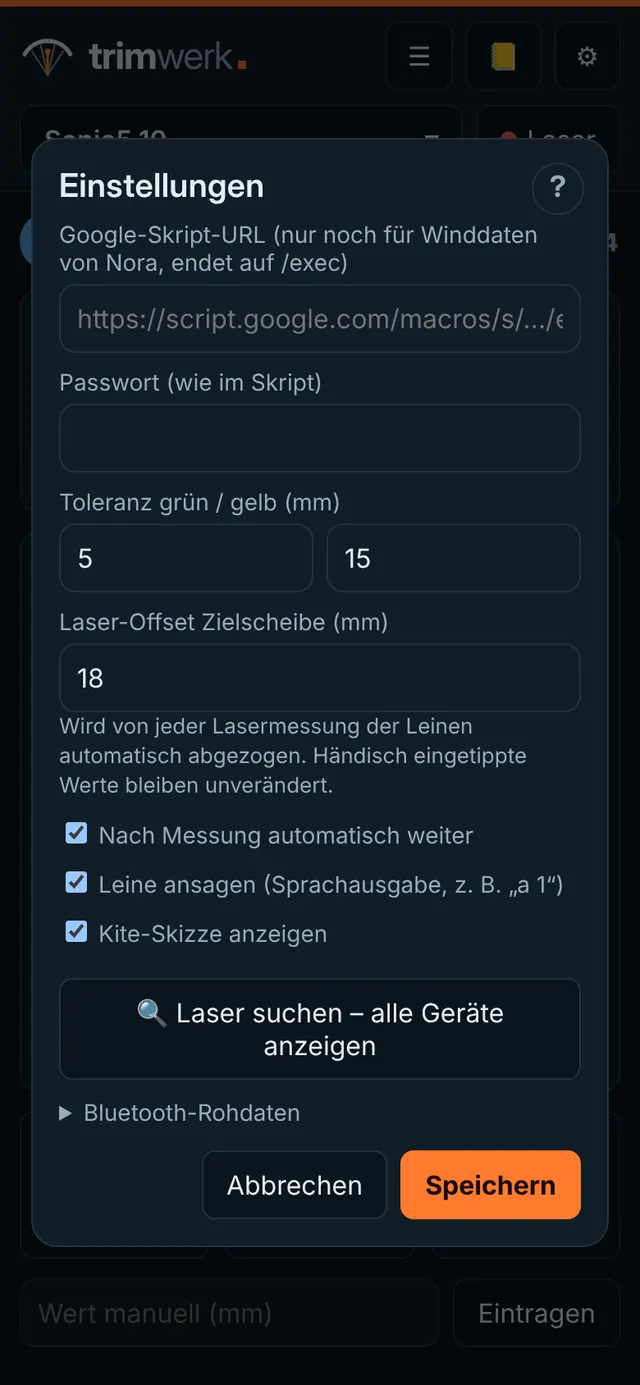 trimwerk.
Einstellungen
?
Google-Skript-URL (nur noch für Winddaten
von Nora, endet auf /exec)
https://script.google.com/macros/s/.../e
Passwort (wie im Skript)
Toleranz grün / gelb (mm)
5 15
Laser-Offset Zielscheibe (mm)
18
Wird von jeder Lasermessung der Leinen
automatisch abgezogen. Händisch eingetippte
Werte bleiben unverändert.
Nach Messung automatisch weiter
Leine ansagen (Sprachausgabe, z. B. „a 1“)
Kite-Skizze anzeigen
Laser suchen – alle Geräte
anzeigen
Bluetooth-Rohdaten
Abbrechen Speichern
Wert manuell (mm) Eintragen